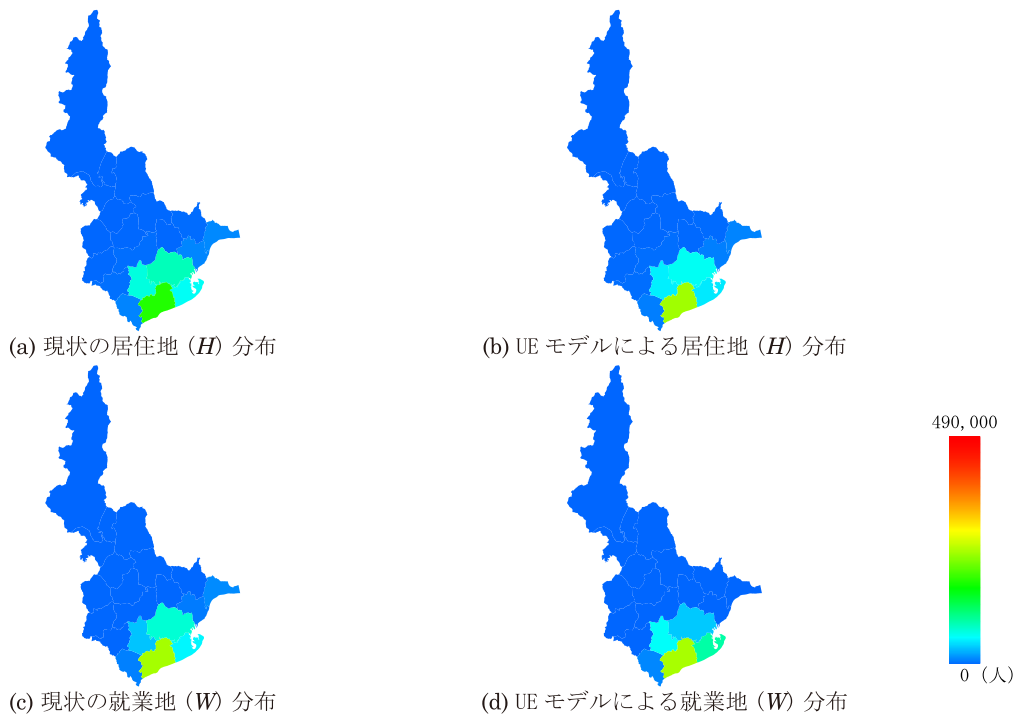 (a) 現状の居住地 (H) 分布
(b) UE モデルによる居住地 (H) 分布
490,000
0 (人)
(c) 現状の就業地 (W) 分布
(d) UE モデルによる就業地 (W) 分布